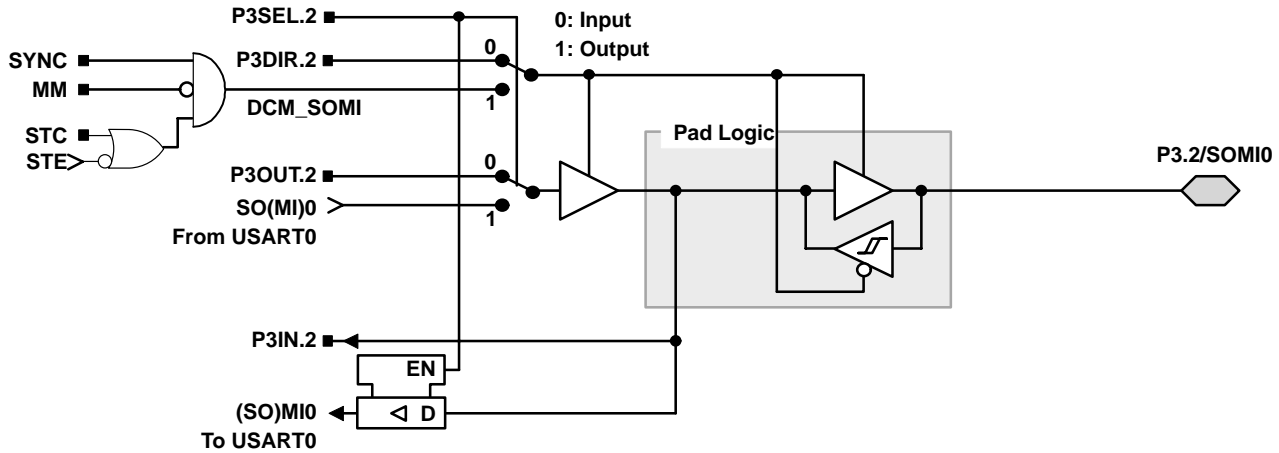 P3SEL.2
0: Input
1: Output
SYNC
P3DIR.2
0
MM
1
DCM_SOMI
STC
STE
Pad Logic
P3.2/SOMI0
P3OUT.2
0
SO(MI)0
1
From USART0
P3IN.2
EN
(SO)MI0
D
To USART0